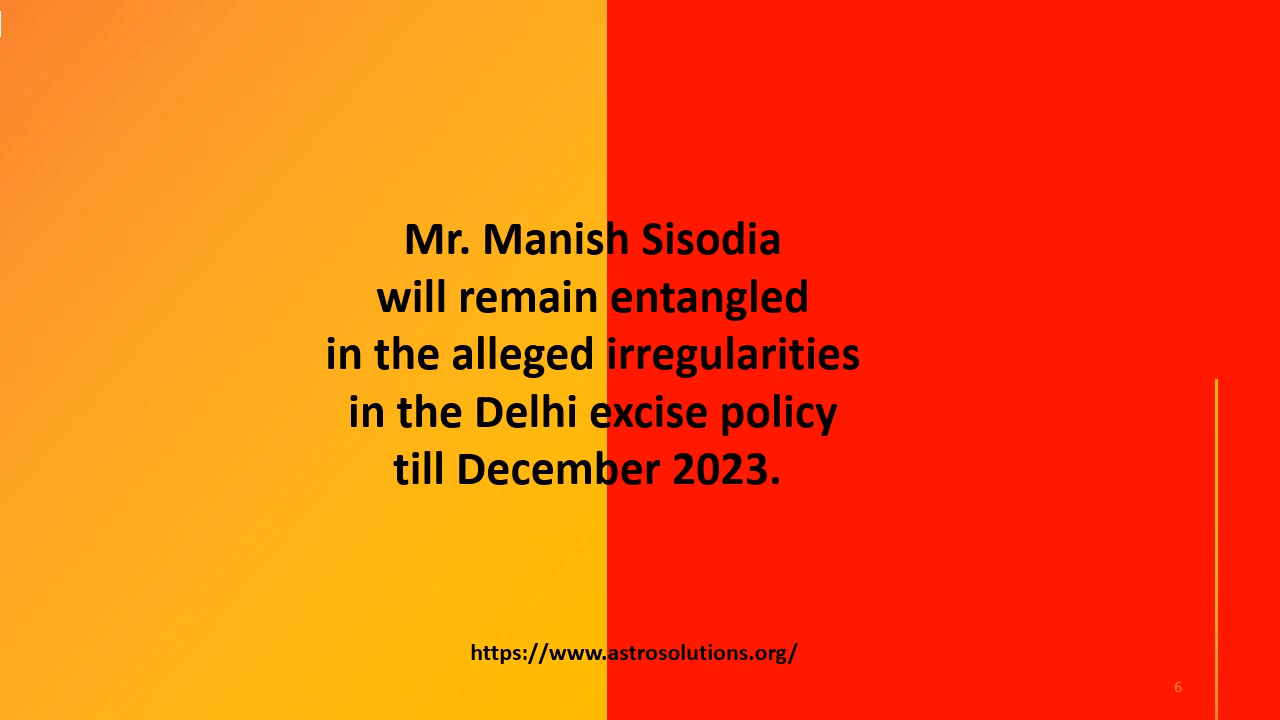 Mr. Manish Sisodia
will remain entangled
in the alleged irregularities
in the Delhi excise policy
till December 2023.
https://www.astrosolutions.org/
6